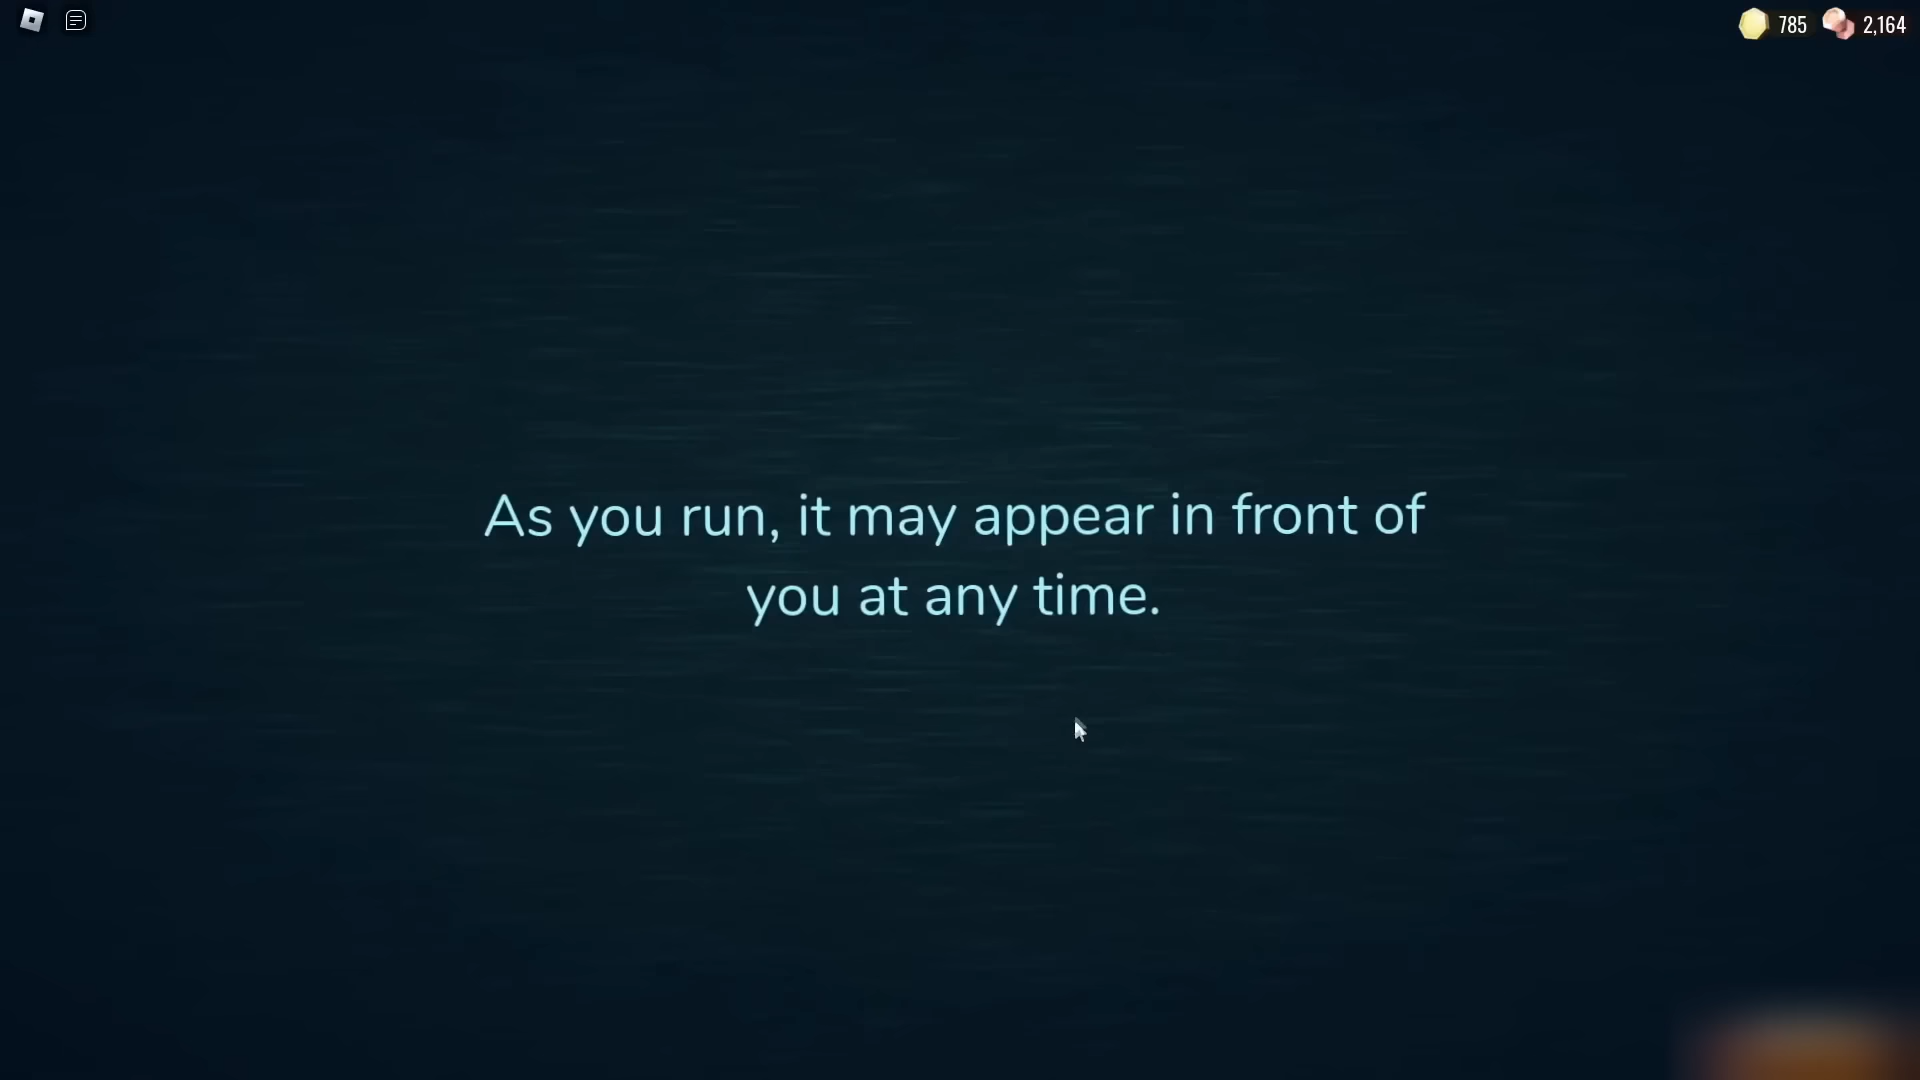 785 2,164
As you run, it may appear in front of
you at any time.